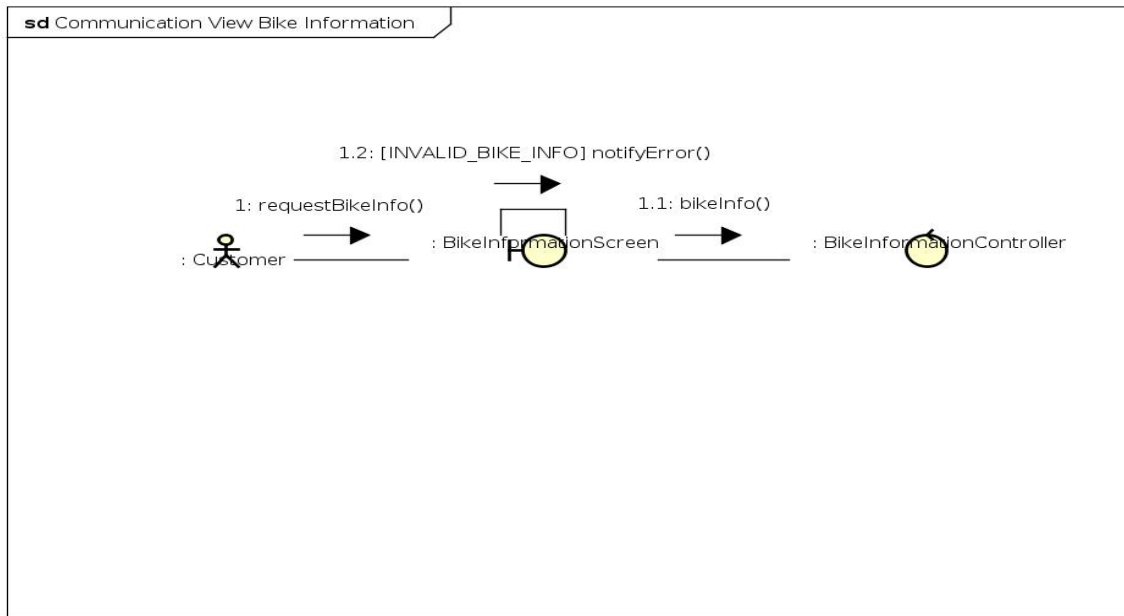 sd Communication View Bike Information
1.2: [INVALID_BIKE_INFO] notifyError()
1: requestBikeInfo()
1.1: bikeInfo()
: Customer
: BikeInformationScreen
: BikeInformationController